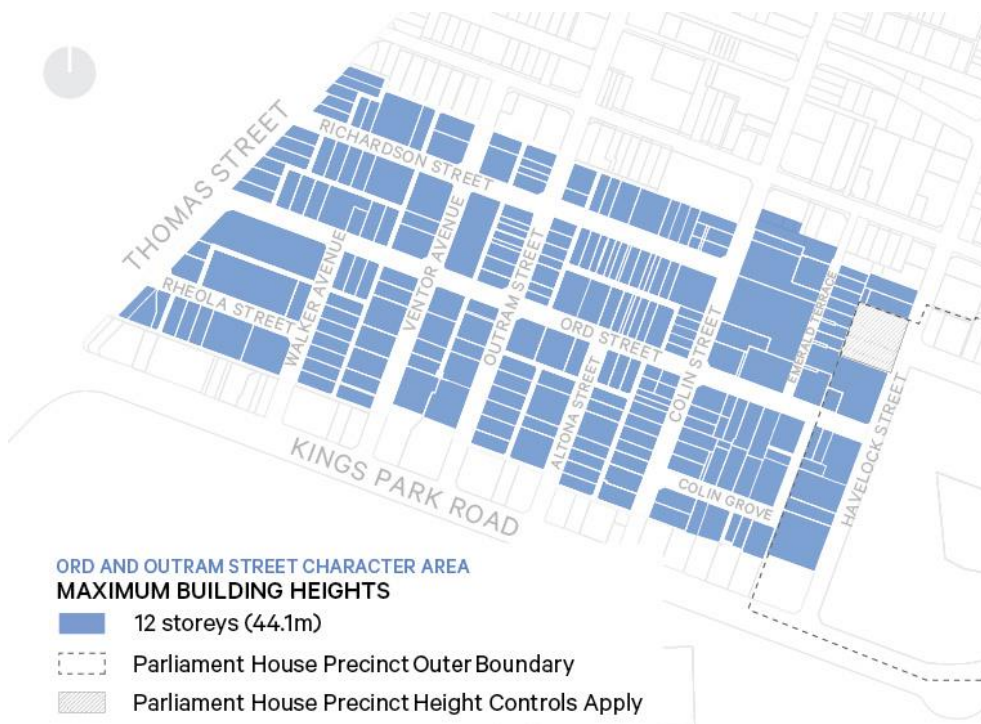 THOMAS STREET
RICHARDSON STREET
RHEOLA STREET
WALKER AVENUE
VENTOR AVENUE
OUTRAM STREET
ORD STREET
ALTONA STREET
COLIN STREET
EMERALD TERRACE
HAVELOCK STREET
COLIN GROVE
KINGS PARK ROAD
ORD AND OUTRAM STREET CHARACTER AREA
MAXIMUM BUILDING HEIGHTS
12 storeys (44.1m)
Parliament House Precinct Outer Boundary
Parliament House Precinct Height Controls Apply